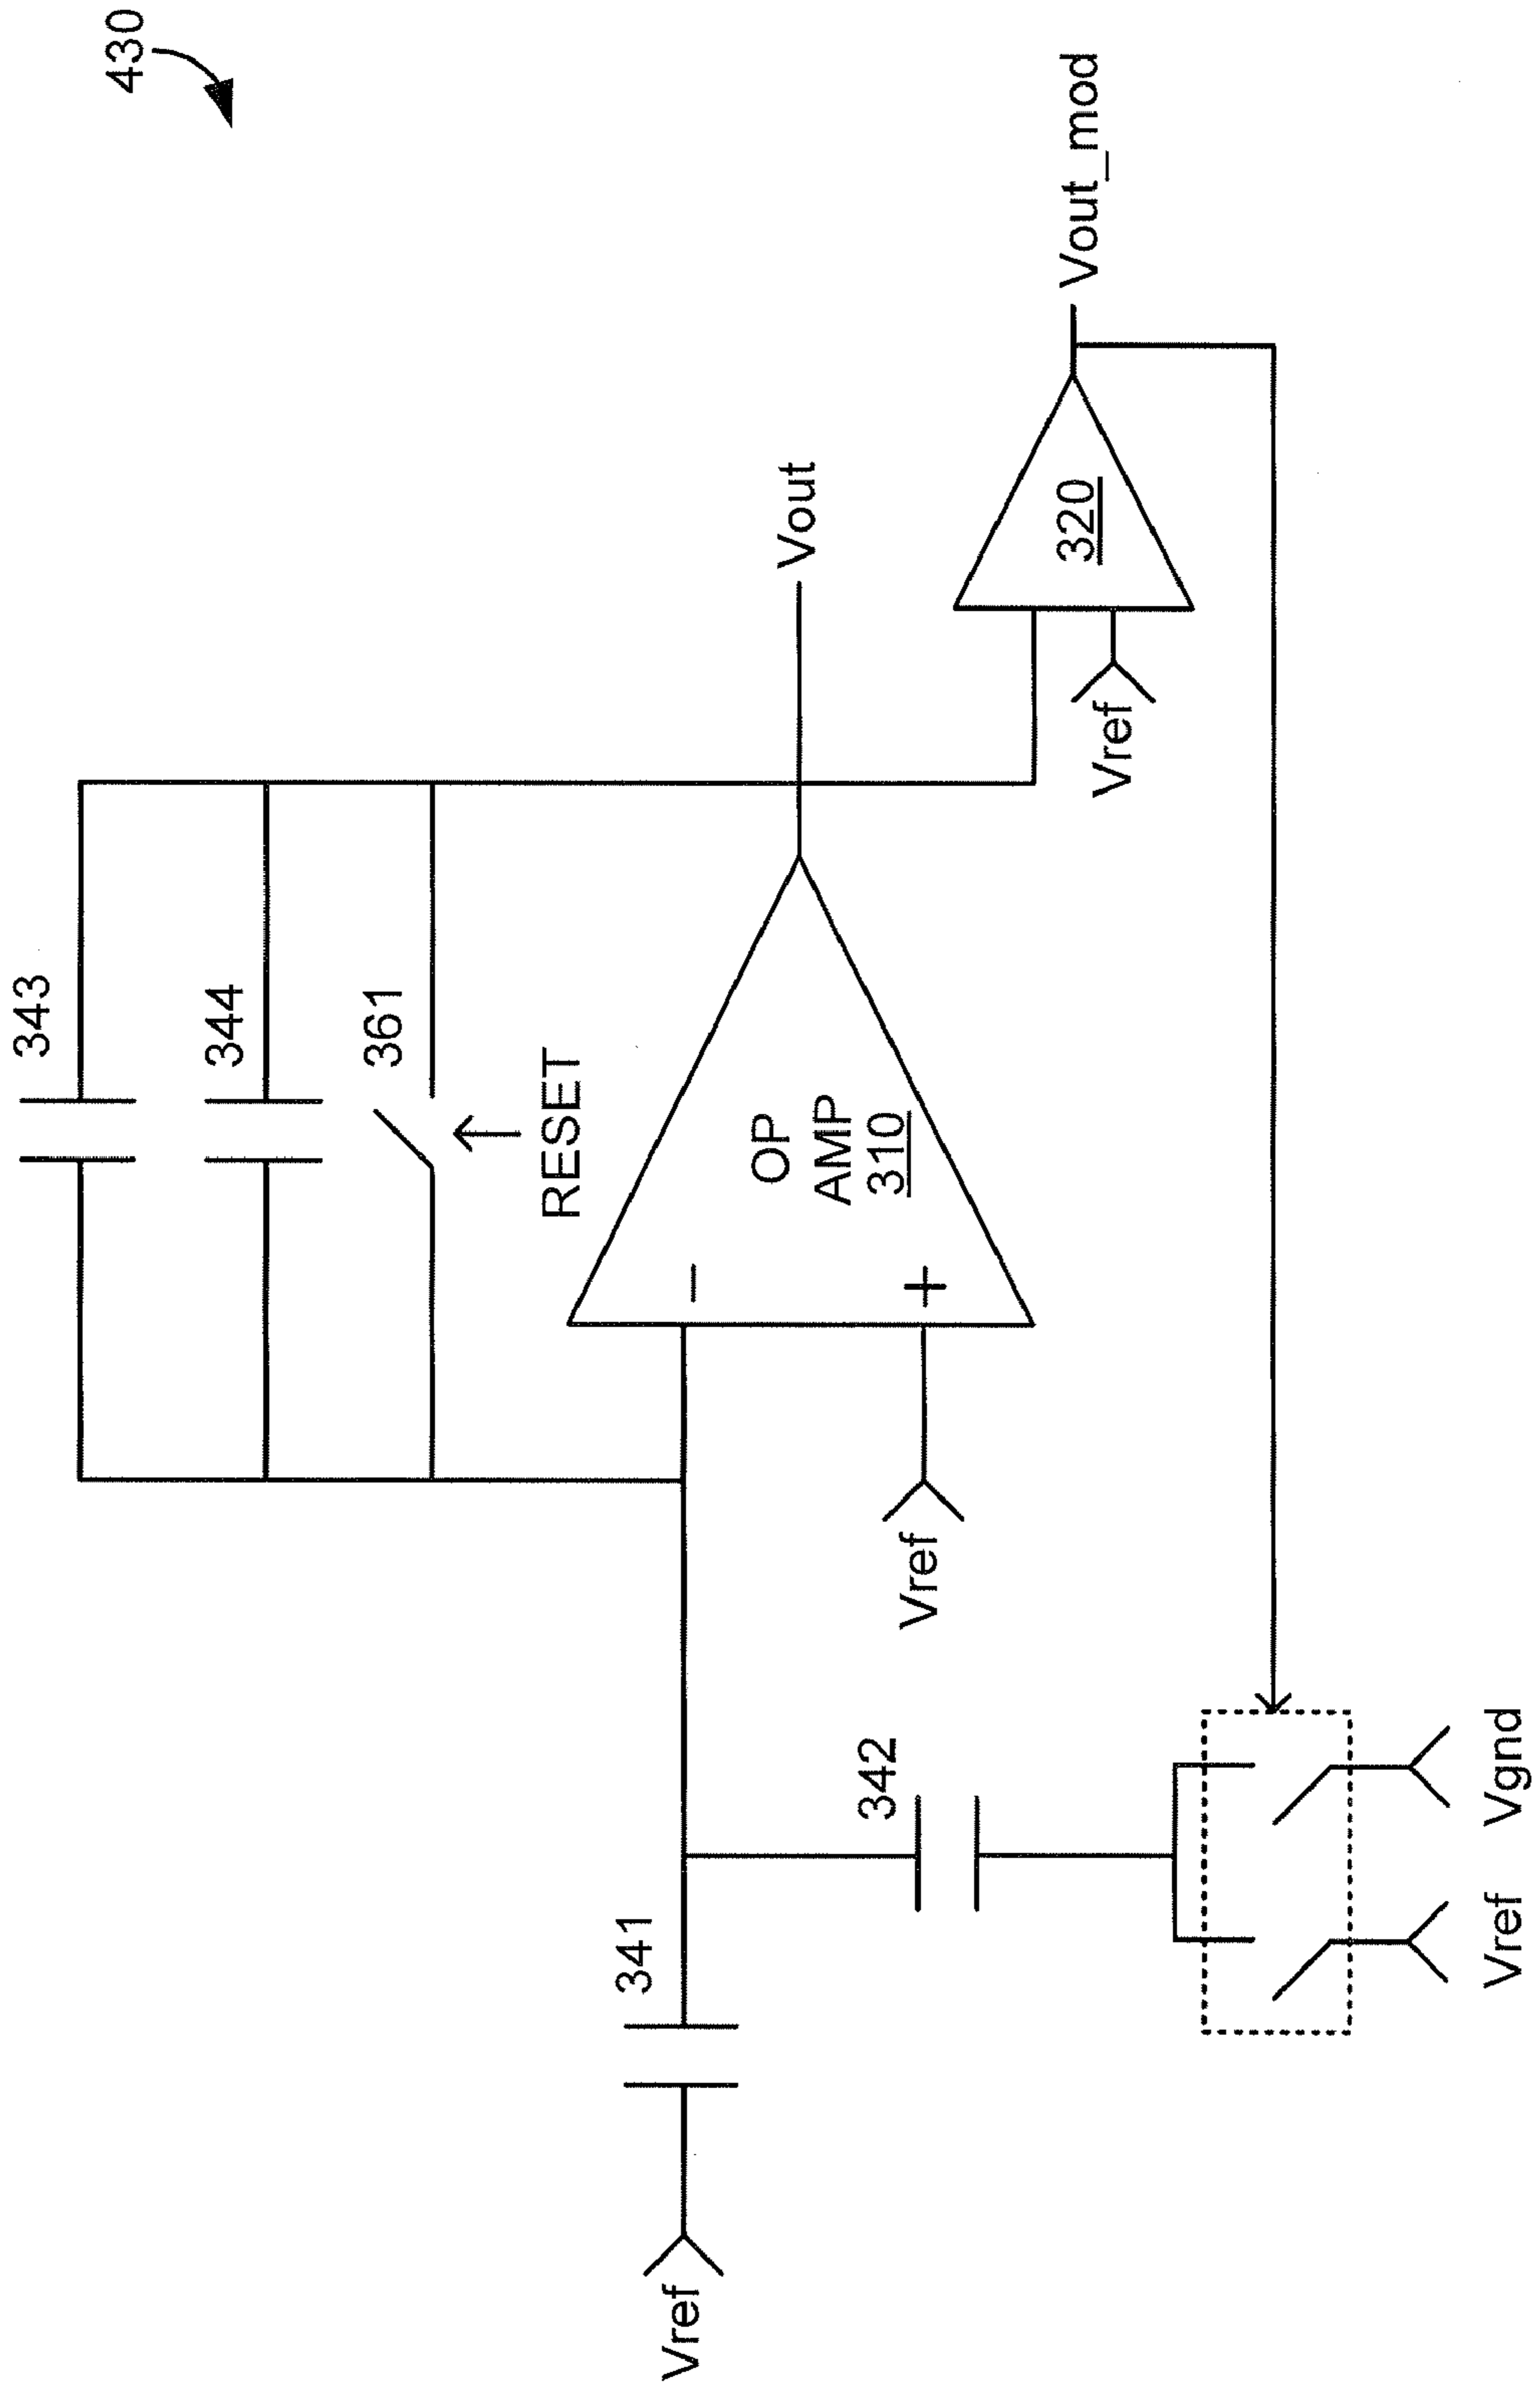 430
343
344
361
RESET
Vout
Vout_mod
OP
AMP
310
320
Vref
Vref
341
342
Vref
Vref
Vgnd